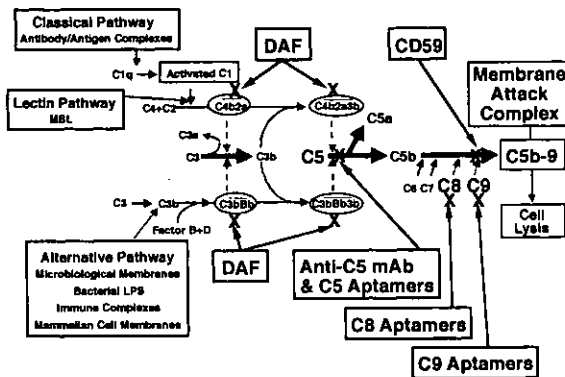 Classical Pathway
Antibody/Antigen Complexes
DAF
CD59
C1q
Activated C1
Membrane
Attack
Complex
Lectin Pathway
MBL
C4+C2
C4b2a
C4b2a3b
C5a
C3a
C3
C3b
C5
C5b
C5b-9
C6
C7
C8
C9
C3
C3b
C3bBb
C3bBb3b
Factor B+D
Cell
Lysis
Alternative Pathway
Microbiological Membranes
Bacterial LPS
Immune Complexes
Mammalian Cell Membranes
DAF
Anti-C5 mAb
& C5 Aptamers
C8 Aptamers
C9 Aptamers